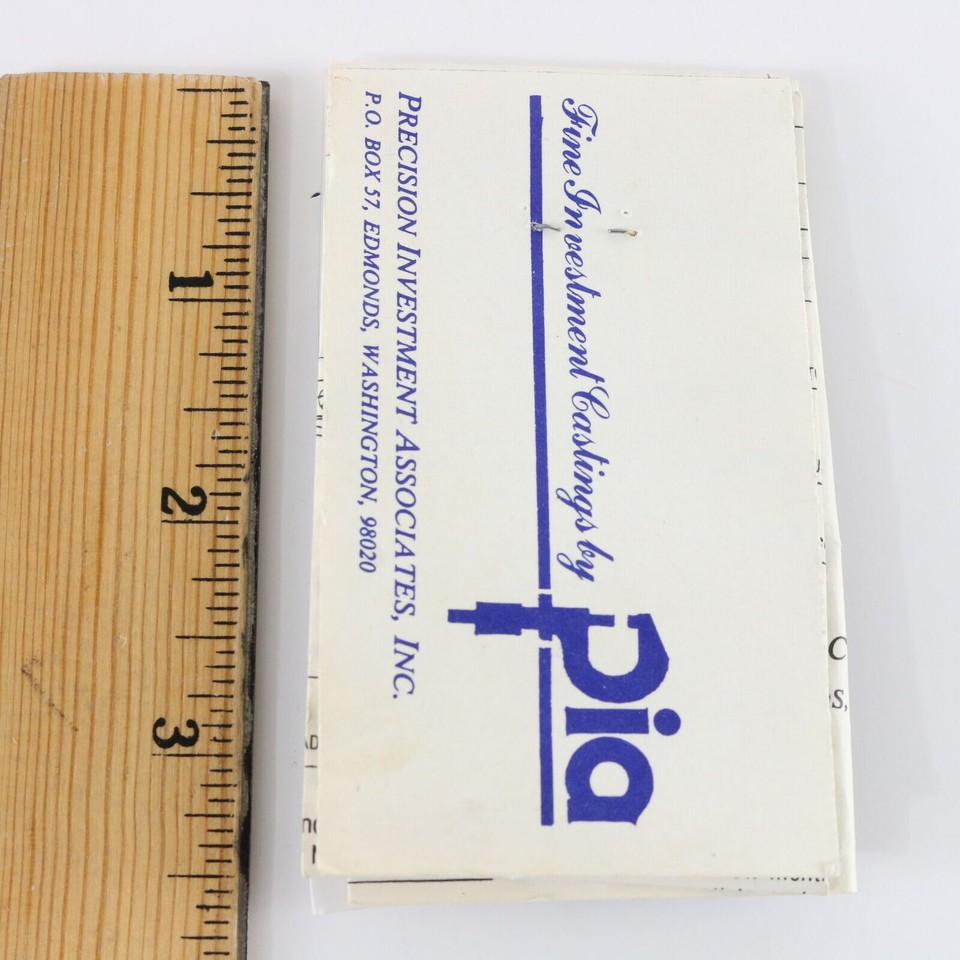 Fine Investment Castings by
Pia
PRECISION INVESTMENT ASSOCIATES, INC.
P.O. BOX 57, EDMONDS, WASHINGTON, 98020
1
2
3